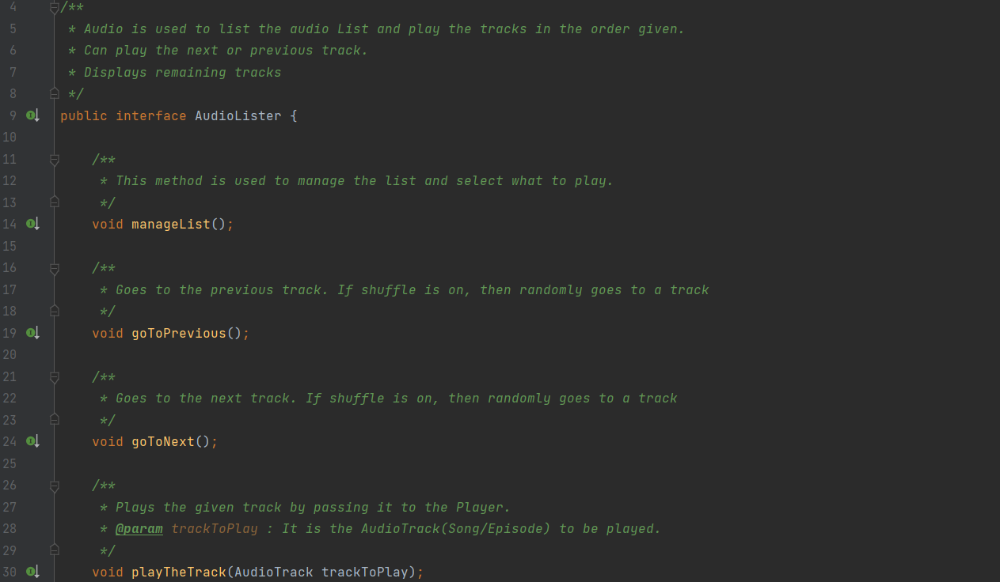 4 /**
5 * Audio is used to list the audio List and play the tracks in the order given.
6 * Can play the next or previous track.
7 * Displays remaining tracks
8 */
9 public interface AudioLister {
10
11 /**
12 * This method is used to manage the list and select what to play.
13 */
14 void manageList();
15
16 /**
17 * Goes to the previous track. If shuffle is on, then randomly goes to a track
18 */
19 void goToPrevious();
20
21 /**
22 * Goes to the next track. If shuffle is on, then randomly goes to a track
23 */
24 void goToNext();
25
26 /**
27 * Plays the given track by passing it to the Player.
28 * @param trackToPlay : It is the AudioTrack(Song/Episode) to be played.
29 */
30 void playTheTrack(AudioTrack trackToPlay);